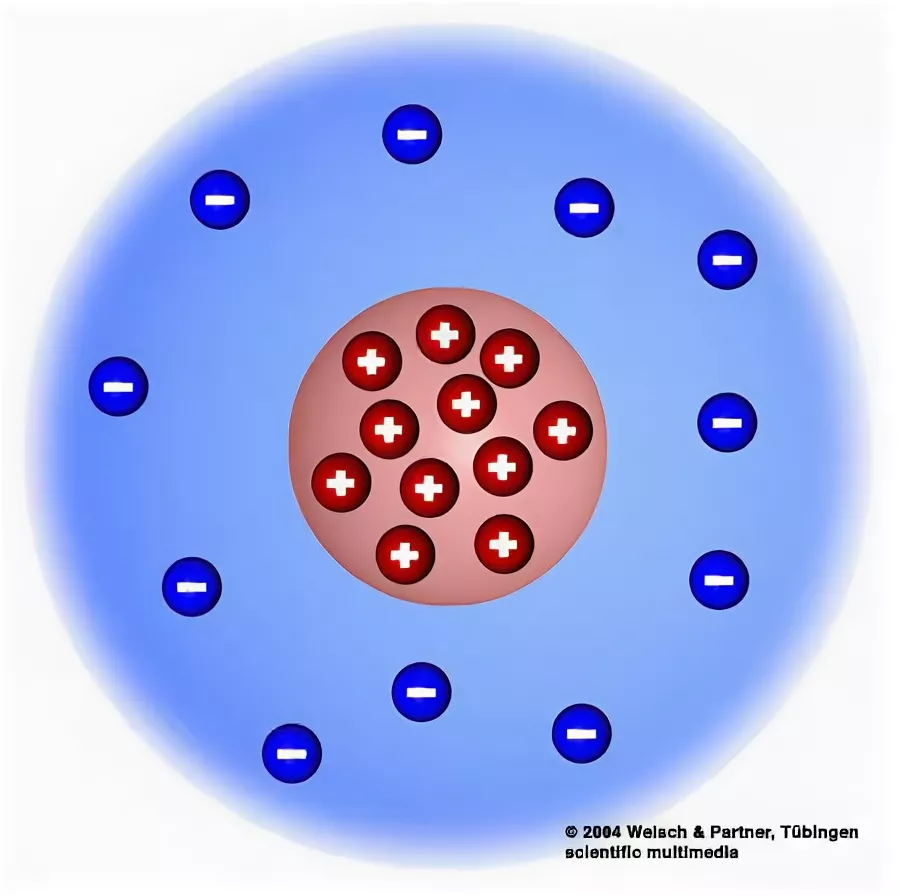 © 2004 Welsch & Partner, Tübingen
scientific multimedia